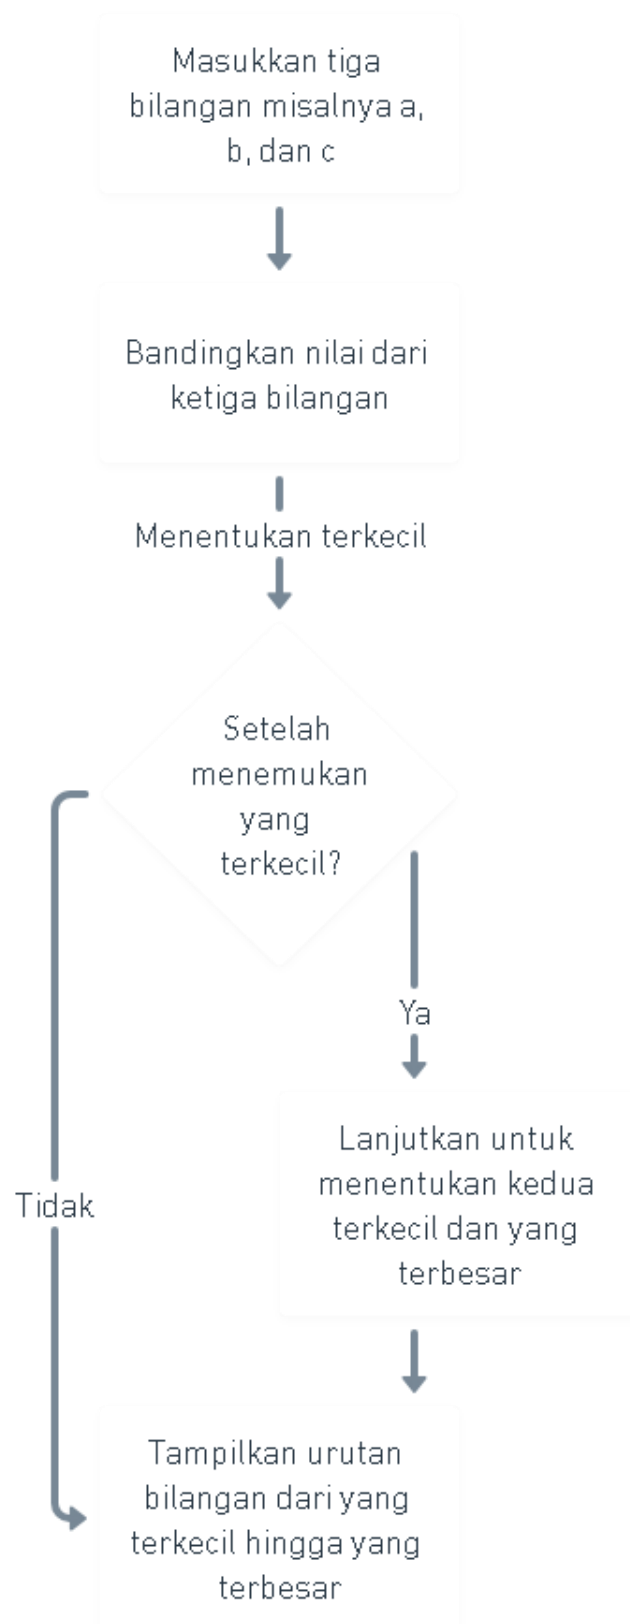 Masukkan tiga
bilangan misalnya a,
b, dan c
Bandingkan nilai dari
ketiga bilangan
Menentukan terkecil
Setelah
menemukan
yang
terkecil?
Ya
Lanjutkan untuk
menentukan kedua
terkecil dan yang
terbesar
Tidak
Tampilkan urutan
bilangan dari yang
terkecil hingga yang
terbesar